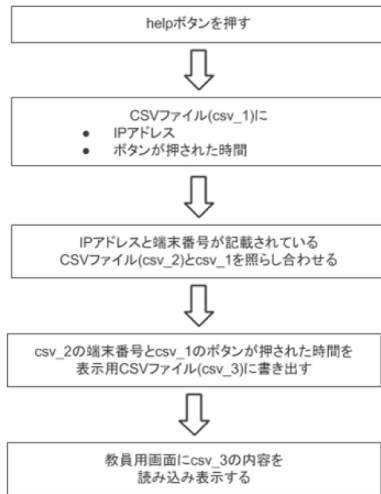 helpボタンを押す
CSVファイル(csv_1)に
● IPアドレス
● ボタンが押された時間
IPアドレスと端末番号が記載されている
CSVファイル(csv_2)とcsv_1を照らし合わせる
csv_2の端末番号とcsv_1のボタンが押された時間を
表示用CSVファイル(csv_3)に書き出す
教員用画面にcsv_3の内容を
読み込み表示する